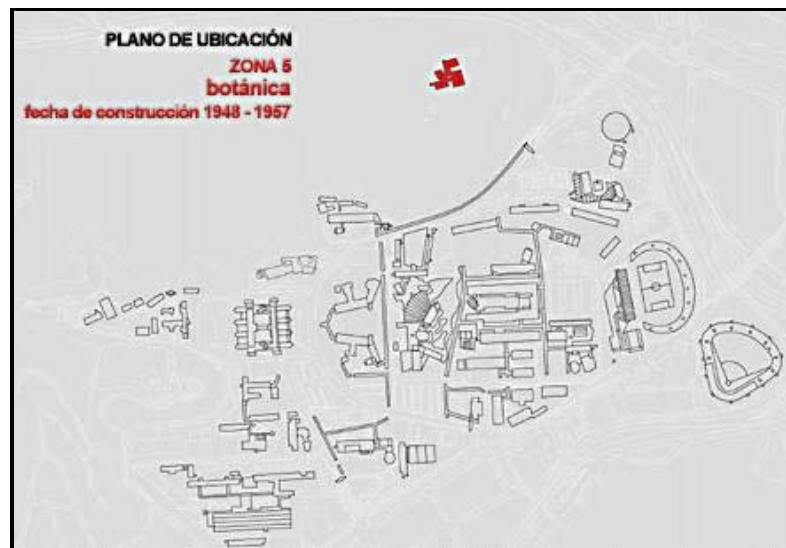 PLANO DE UBICACIÓN
ZONA 5
botánica
fecha de construcción 1948 - 1957